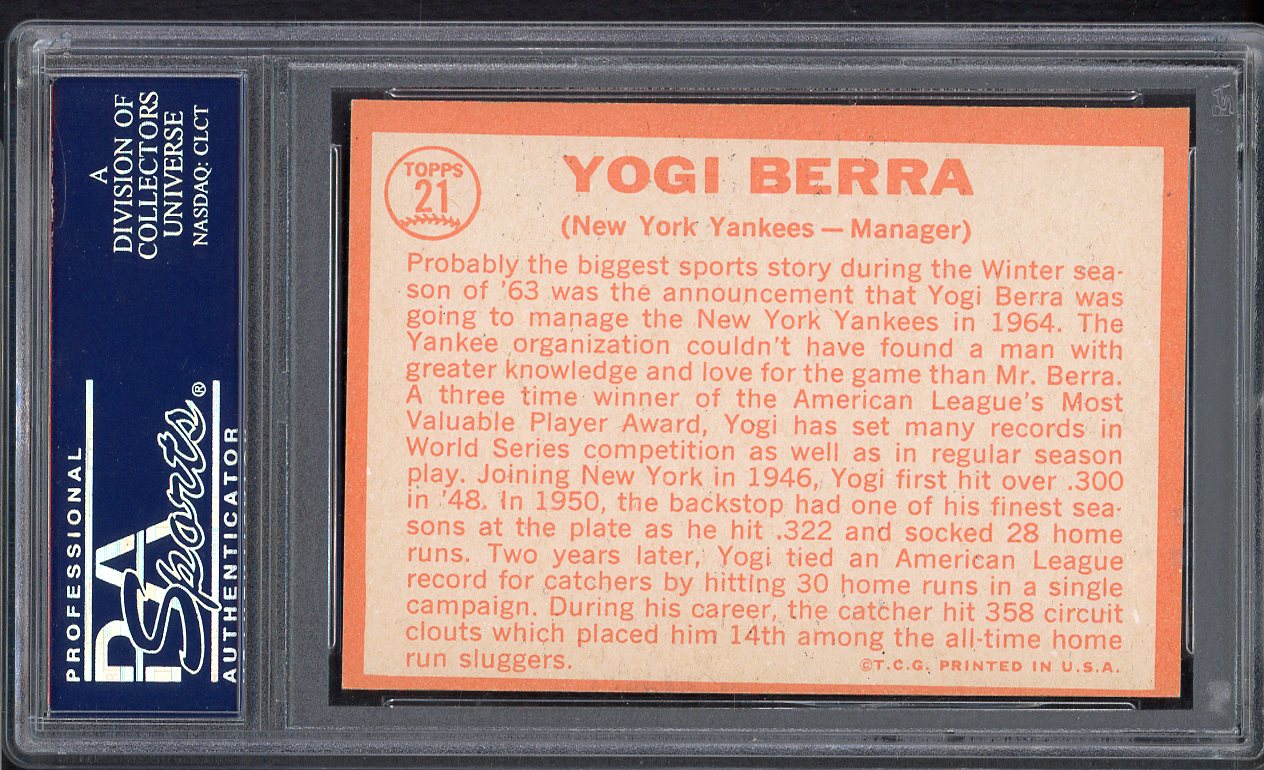 A
DIVISION OF
COLLECTORS
UNIVERSE
NASDAQ: CLCT
PROFESSIONAL
PSA
Sports®
AUTHENTICATOR
PSA
TOPPS
21
YOGI BERRA
(New York Yankees — Manager)
Probably the biggest sports story during the Winter sea-
son of '63 was the announcement that Yogi Berra was
going to manage the New York Yankees in 1964. The
Yankee organization couldn't have found a man with
greater knowledge and love for the game than Mr. Berra.
A three time winner of the American League's Most
Valuable Player Award, Yogi has set many records in
World Series competition as well as in regular season
play. Joining New York in 1946, Yogi first hit over .300
in '48. In 1950, the backstop had one of his finest sea-
sons at the plate as he hit .322 and socked 28 home
runs. Two years later, Yogi tied an American League
record for catchers by hitting 30 home runs in a single
campaign. During his career, the catcher hit 358 circuit
clouts which placed him 14th among the all-time home
run sluggers.
©T.C.G. PRINTED IN U.S.A.